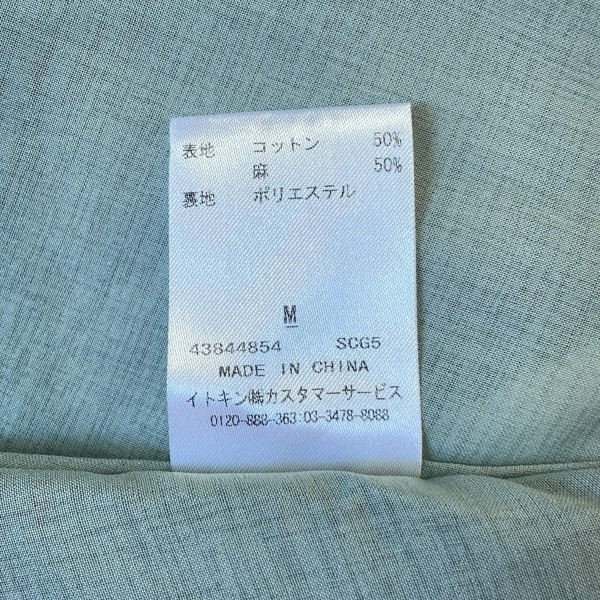 表地 コットン 50%
麻 50%
裏地 ポリエステル
M
43844854 SCG5
MADE IN CHINA
イトキン㈱カスタマーサービス
0120-888-363:03-3478-8088